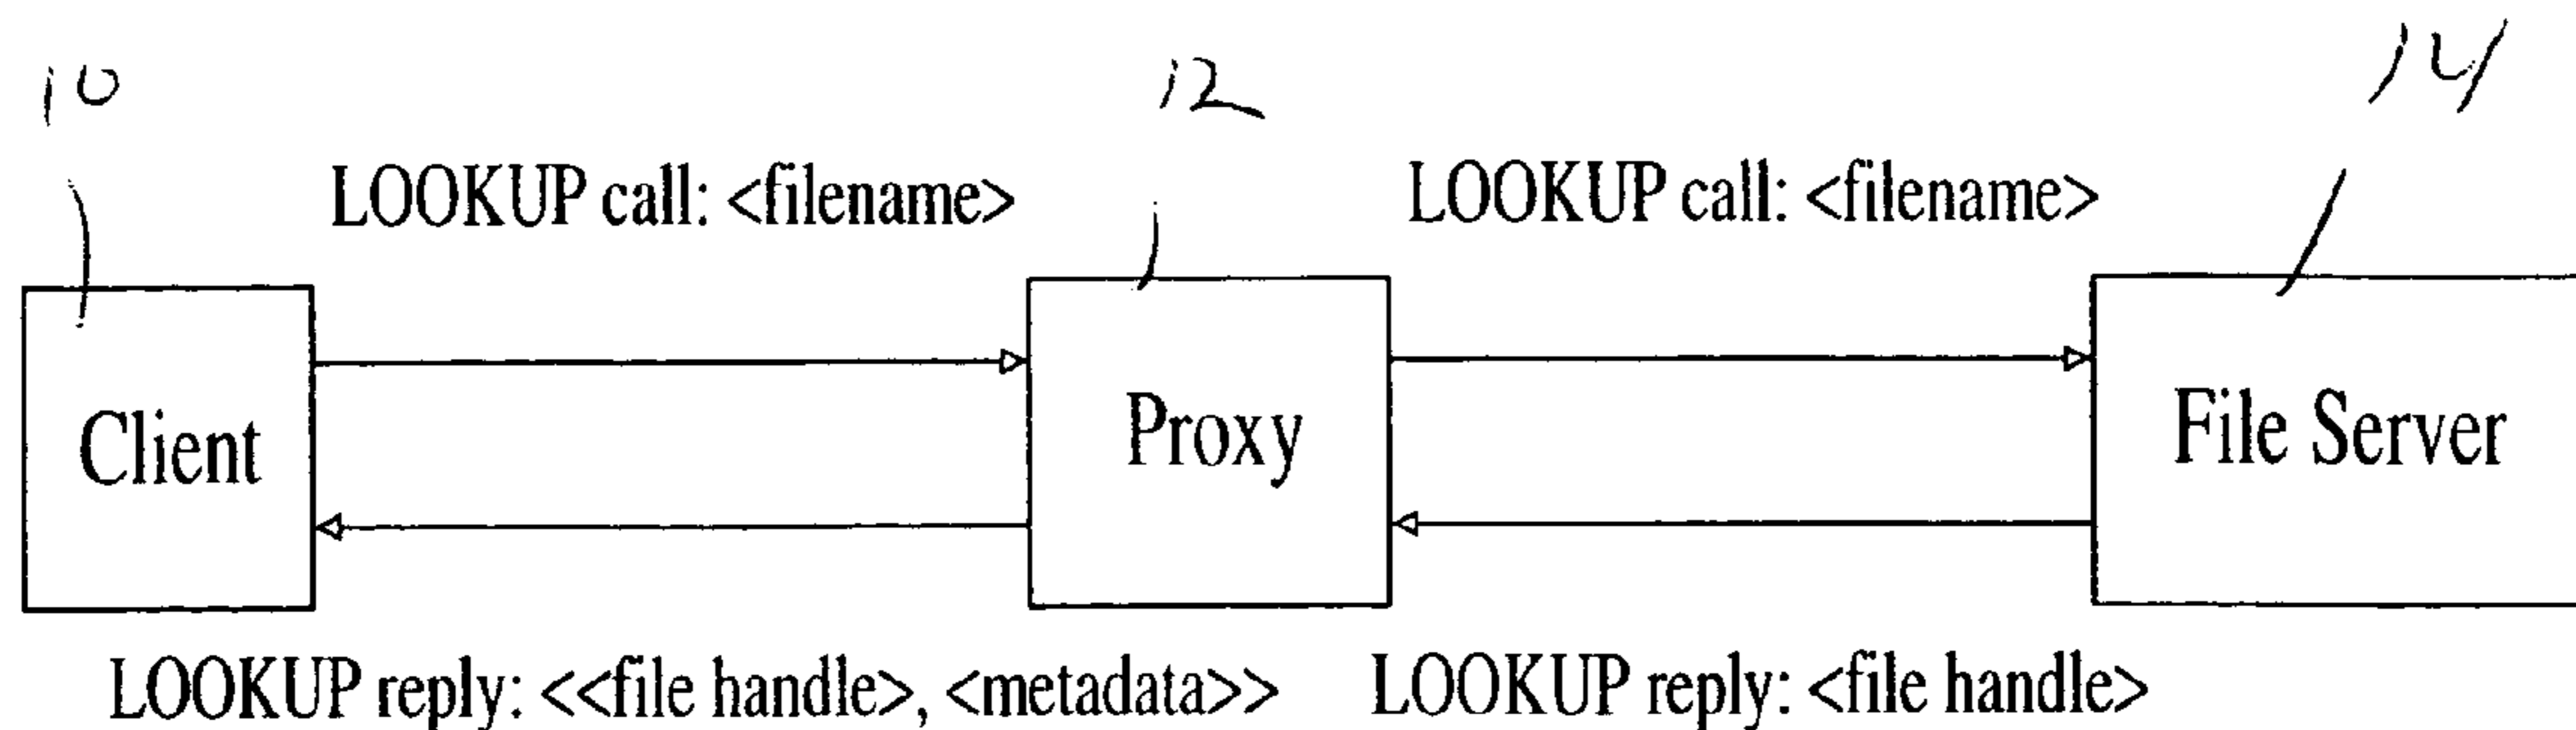 10
12
14
LOOKUP call: <filename>
LOOKUP call: <filename>
Client
Proxy
File Server
LOOKUP reply: <<file handle>, <metadata>>
LOOKUP reply: <file handle>